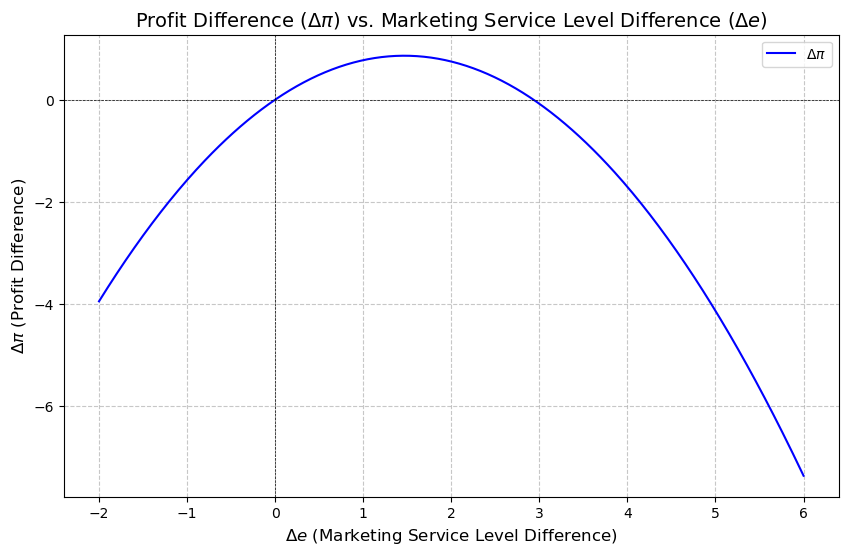 Profit Difference (Δπ) vs. Marketing Service Level Difference (Δe)
Δπ
0
−2
−4
−6
Δπ (Profit Difference)
−2 −1 0 1 2 3 4 5 6
Δe (Marketing Service Level Difference)